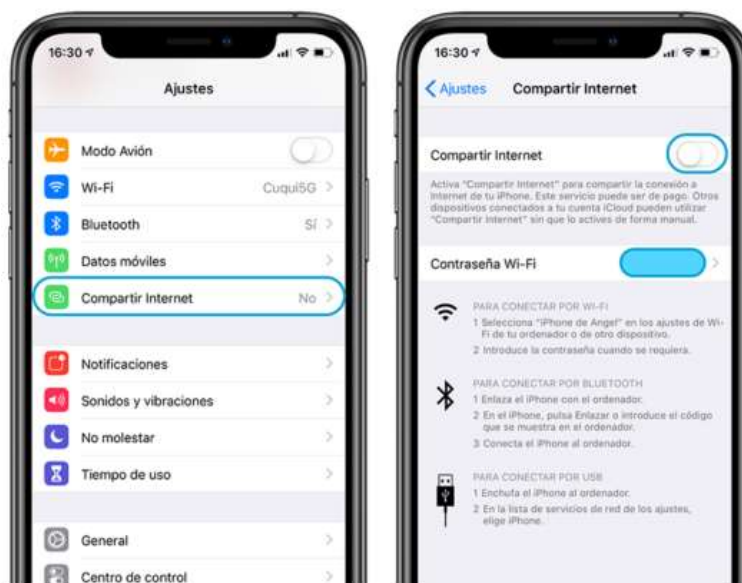 16:30
Ajustes
Modo Avión
Wi-Fi Cuqui5G
Bluetooth Sí
Datos móviles
Compartir Internet No
Notificaciones
Sonidos y vibraciones
No molestar
Tiempo de uso
General
Centro de control
16:30
Ajustes Compartir Internet
Compartir Internet
Activa "Compartir Internet" para compartir la conexión a
Internet de tu iPhone. Este servicio puede ser de pago. Otros
dispositivos conectados a tu cuenta iCloud pueden utilizar
"Compartir Internet" sin que lo actives de forma manual.
Contraseña Wi-Fi
PARA CONECTAR POR WI-FI
1 Selecciona "iPhone de Angel" en los ajustes de Wi-
Fi de tu ordenador o de otro dispositivo.
2 Introduce la contraseña cuando se requiera.
PARA CONECTAR POR BLUETOOTH
1 Enlaza el iPhone con el ordenador.
2 En el iPhone, pulsa Enlazar o introduce el código
que se muestra en el ordenador.
3 Conecta el iPhone al ordenador.
PARA CONECTAR POR USB
1 Enchufa el iPhone al ordenador.
2 En la lista de servicios de red de los ajustes,
elige iPhone.